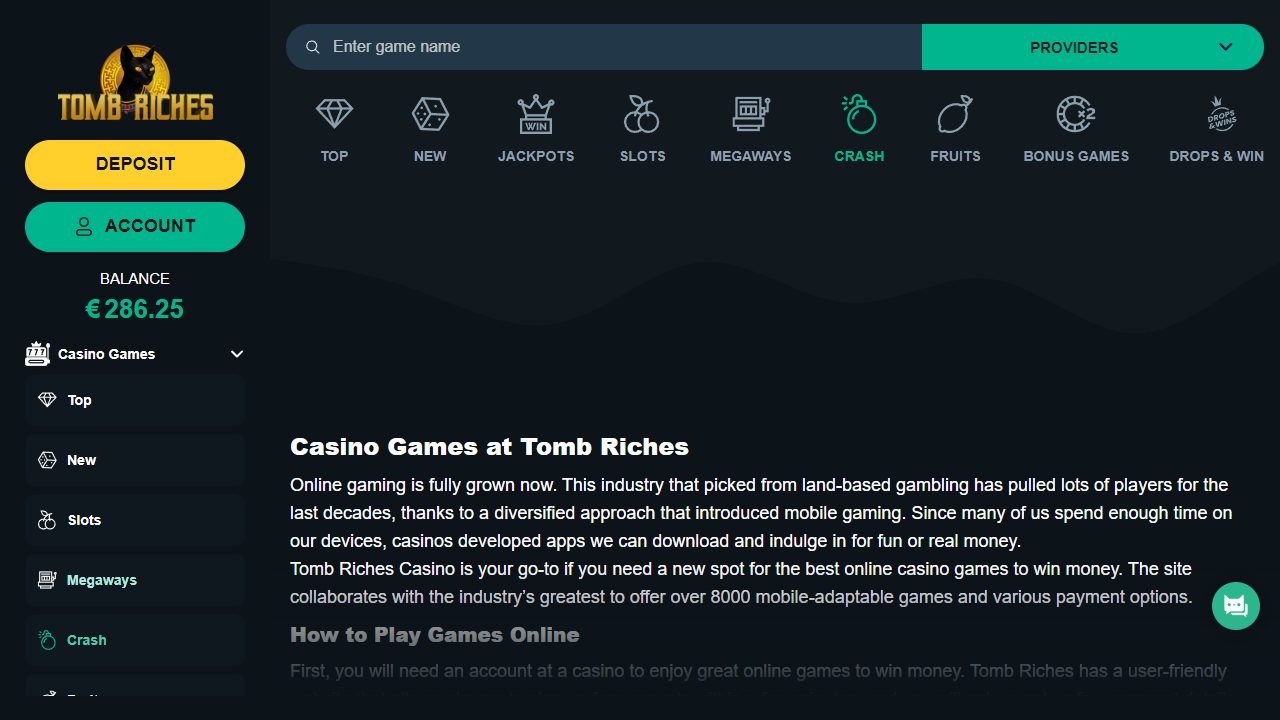 TOMB RICHES
DEPOSIT
ACCOUNT
BALANCE
€ 286.25
Casino Games
Top
New
Slots
Megaways
Crash
Enter game name
PROVIDERS
WIN
X2
DROPS & WINS
TOP
NEW
JACKPOTS
SLOTS
MEGAWAYS
CRASH
FRUITS
BONUS GAMES
DROPS & WIN
Casino Games at Tomb Riches
Online gaming is fully grown now. This industry that picked from land-based gambling has pulled lots of players for the
last decades, thanks to a diversified approach that introduced mobile gaming. Since many of us spend enough time on
our devices, casinos developed apps we can download and indulge in for fun or real money.
Tomb Riches Casino is your go-to if you need a new spot for the best online casino games to win money. The site
collaborates with the industry’s greatest to offer over 8000 mobile-adaptable games and various payment options.
How to Play Games Online
First, you will need an account at a casino to enjoy great online games to win money. Tomb Riches has a user-friendly